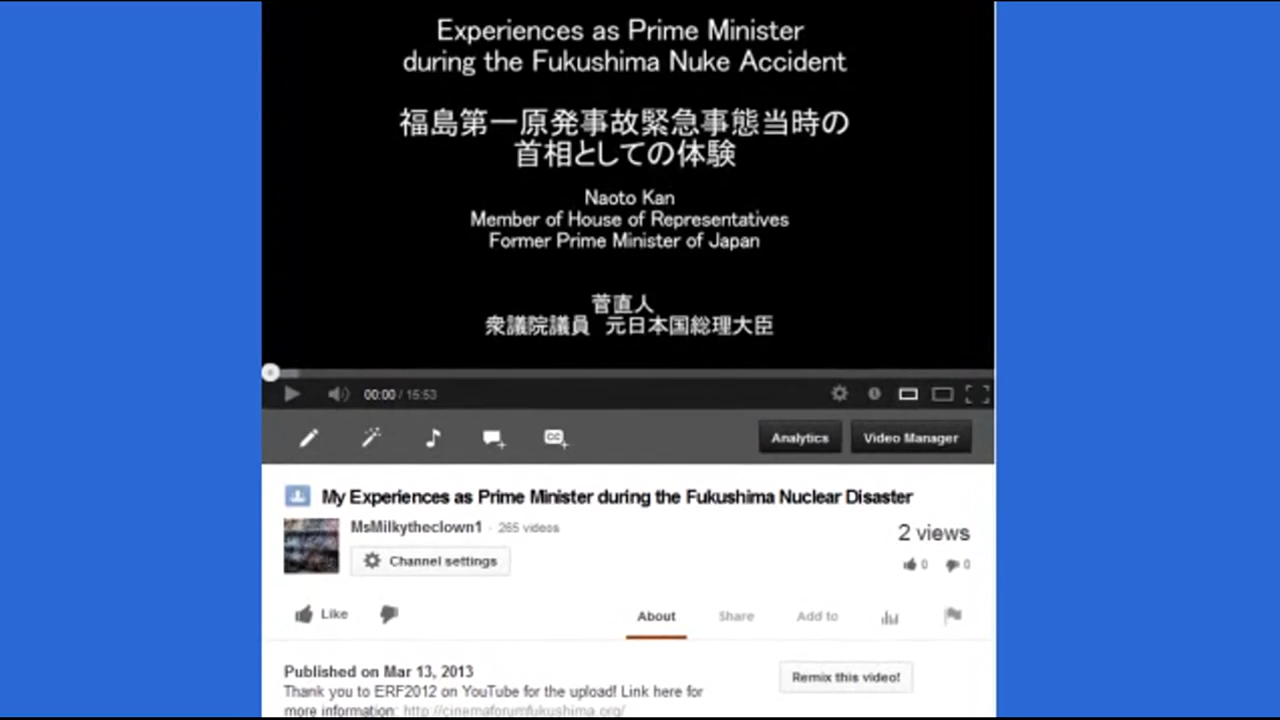 Experiences as Prime Minister
during the Fukushima Nuke Accident
福島第一原発事故緊急事態当時の
首相としての体験
Naoto Kan
Member of House of Representatives
Former Prime Minister of Japan
菅直人
衆議院議員 元日本国総理大臣
00:00 / 15:53
CC
Analytics
Video Manager
My Experiences as Prime Minister during the Fukushima Nuclear Disaster
MsMilkytheclown1 · 265 videos
2 views
Channel settings
0 0
Like
About Share Add to
Published on Mar 13, 2013
Remix this video!
Thank you to ERF2012 on YouTube for the upload! Link here for
more information: http://cinemaforumfukushima.org/